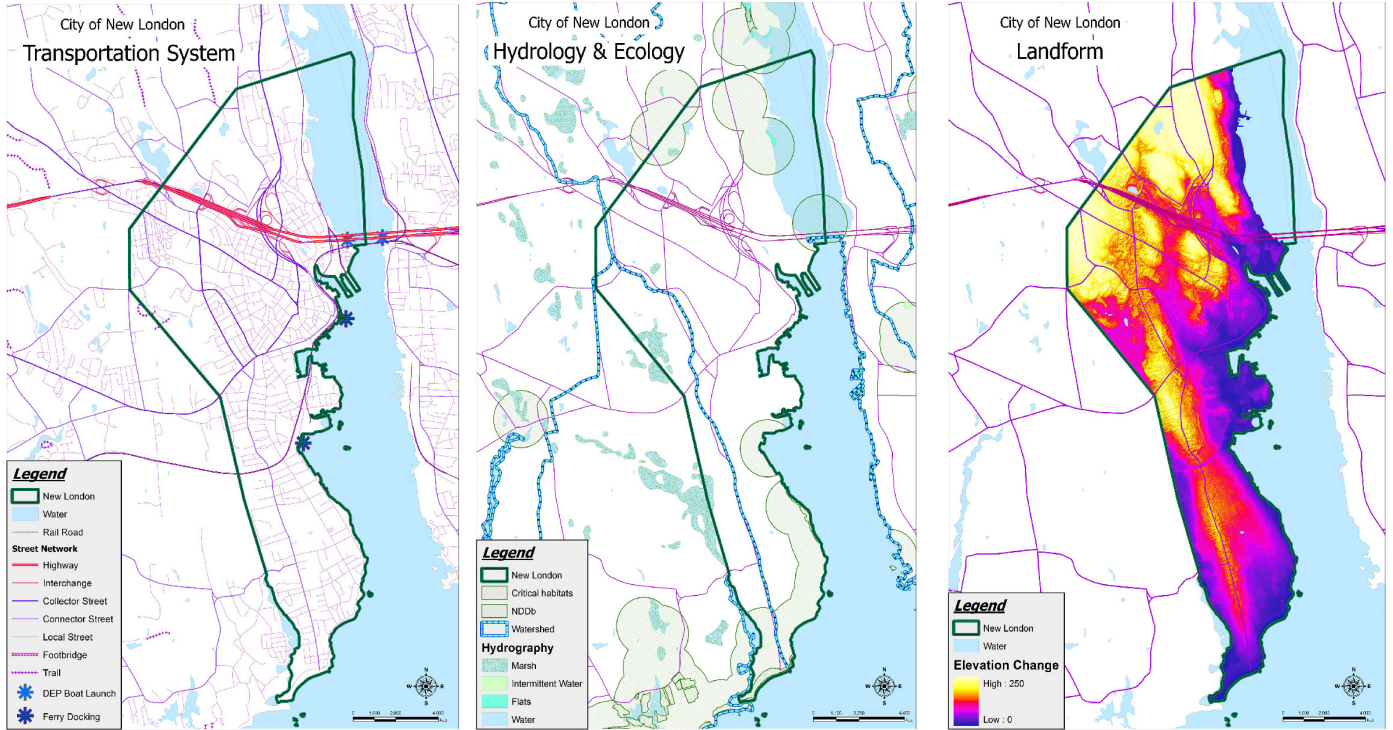 City of New London
Transportation System
Legend
New London
Water
Rail Road
Street Network
Highway
Interchange
Collector Street
Connector Street
Local Street
Footbridge
Trail
DEP Boat Launch
Ferry Docking
N
W E
S
City of New London
Hydrology & Ecology
Legend
New London
Critical habitats
NDDb
Watershed
Hydrography
Marsh
Intermittent Water
Flats
Water
N
W E
S
City of New London
Landform
Legend
New London
Water
Elevation Change
High : 250
Low : 0
N
W E
S